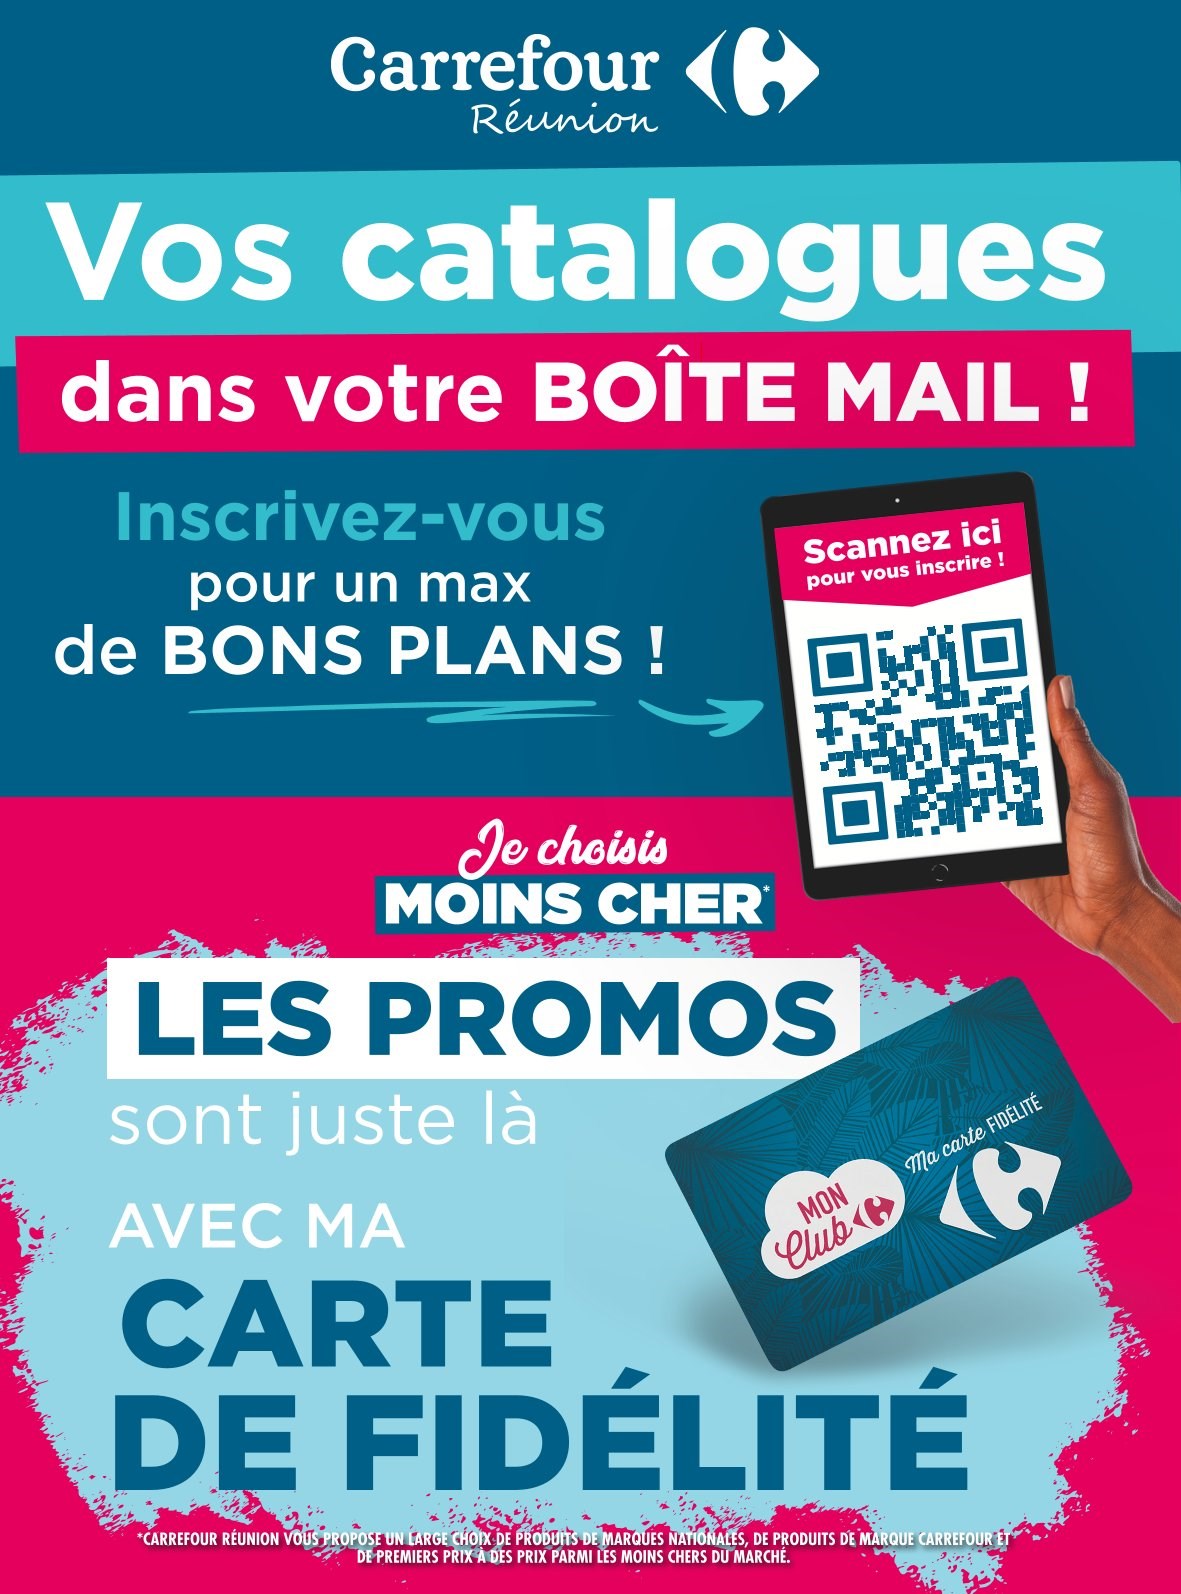 Carrefour
Réunion
Vos catalogues
dans votre BOÎTE MAIL !
Inscrivez-vous
pour un max
de BONS PLANS !
Scannez ici
pour vous inscrire !
Je choisis
MOINS CHER*
LES PROMOS
sont juste là
AVEC MA
CARTE
DE FIDÉLITÉ
Ma carte FIDÉLITÉ
MON
Club
*CARREFOUR RÉUNION VOUS PROPOSE UN LARGE CHOIX DE PRODUITS DE MARQUES NATIONALES, DE PRODUITS DE MARQUE CARREFOUR ET
DE PREMIERS PRIX À DES PRIX PARMI LES MOINS CHERS DU MARCHÉ.